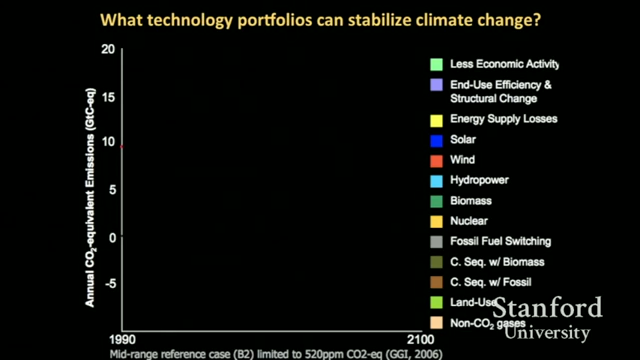 What technology portfolios can stabilize climate change?
20
15
10
5
0
-5
Annual CO₂-equivalent Emissions (GtC-eq)
1990
2100
Less Economic Activity
End-Use Efficiency &
Structural Change
Energy Supply Losses
Solar
Wind
Hydropower
Biomass
Nuclear
Fossil Fuel Switching
C. Seq. w/ Biomass
C. Seq. w/ Fossil
Land-Use
Non-CO₂ gases
Stanford
University
Mid-range reference case (B2) limited to 520ppm CO2-eq (GGI, 2006)